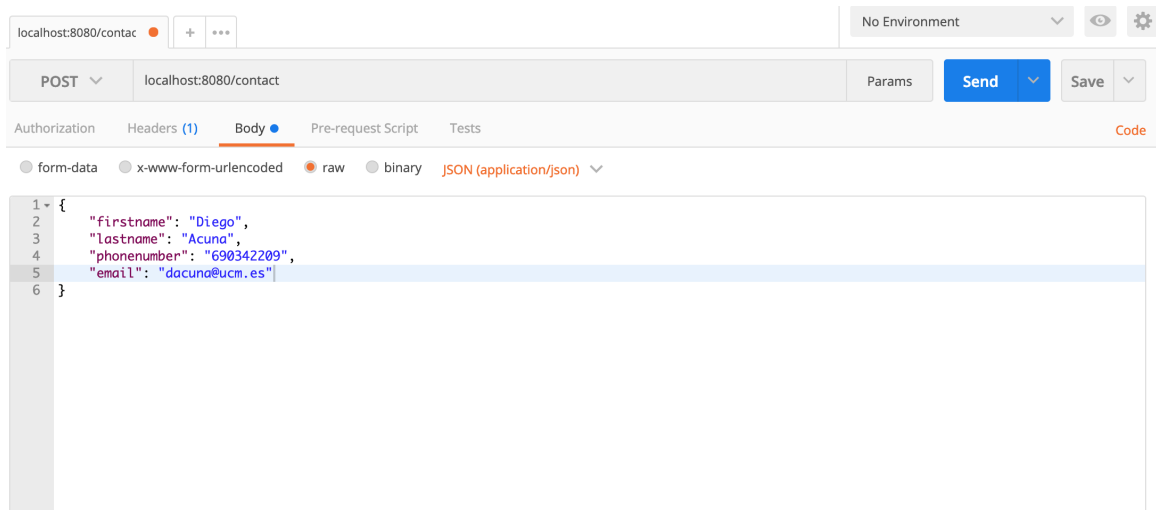 localhost:8080/contac
+
•••
No Environment
POST
localhost:8080/contact
Params
Send
Save
Authorization
Headers (1)
Body
Pre-request Script
Tests
Code
form-data
x-www-form-urlencoded
raw
binary
JSON (application/json)
1 {
2 "firstname": "Diego",
3 "lastname": "Acuna",
4 "phonenumber": "690342209",
5 "email": "dacuna@ucm.es"
6 }